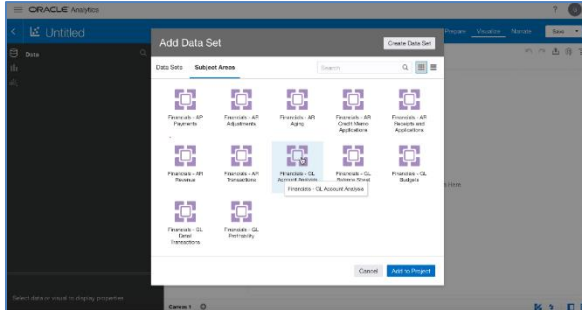 ORACLE Analytics
?
Untitled
Prepare Visualize Narrate Save
Data
Add Data Set
Create Data Set
Data Sets Subject Areas
Search
Financials - AP
Payments
Financials - AR
Adjustments
Financials - AR
Aging
Financials - AR
Credit Memo
Applications
Financials - AR
Receipts and
Applications
Financials - AR
Revenue
Financials - AR
Transactions
Financials - GL
Account Analysis
Financials - GL
Balance Sheet
Financials - GL
Budgets
Financials - GL Account Analysis
Financials - GL
Detail
Transactions
Financials - GL
Profitability
Here
Cancel Add to Project
Select data or visual to display properties
Canvas 1